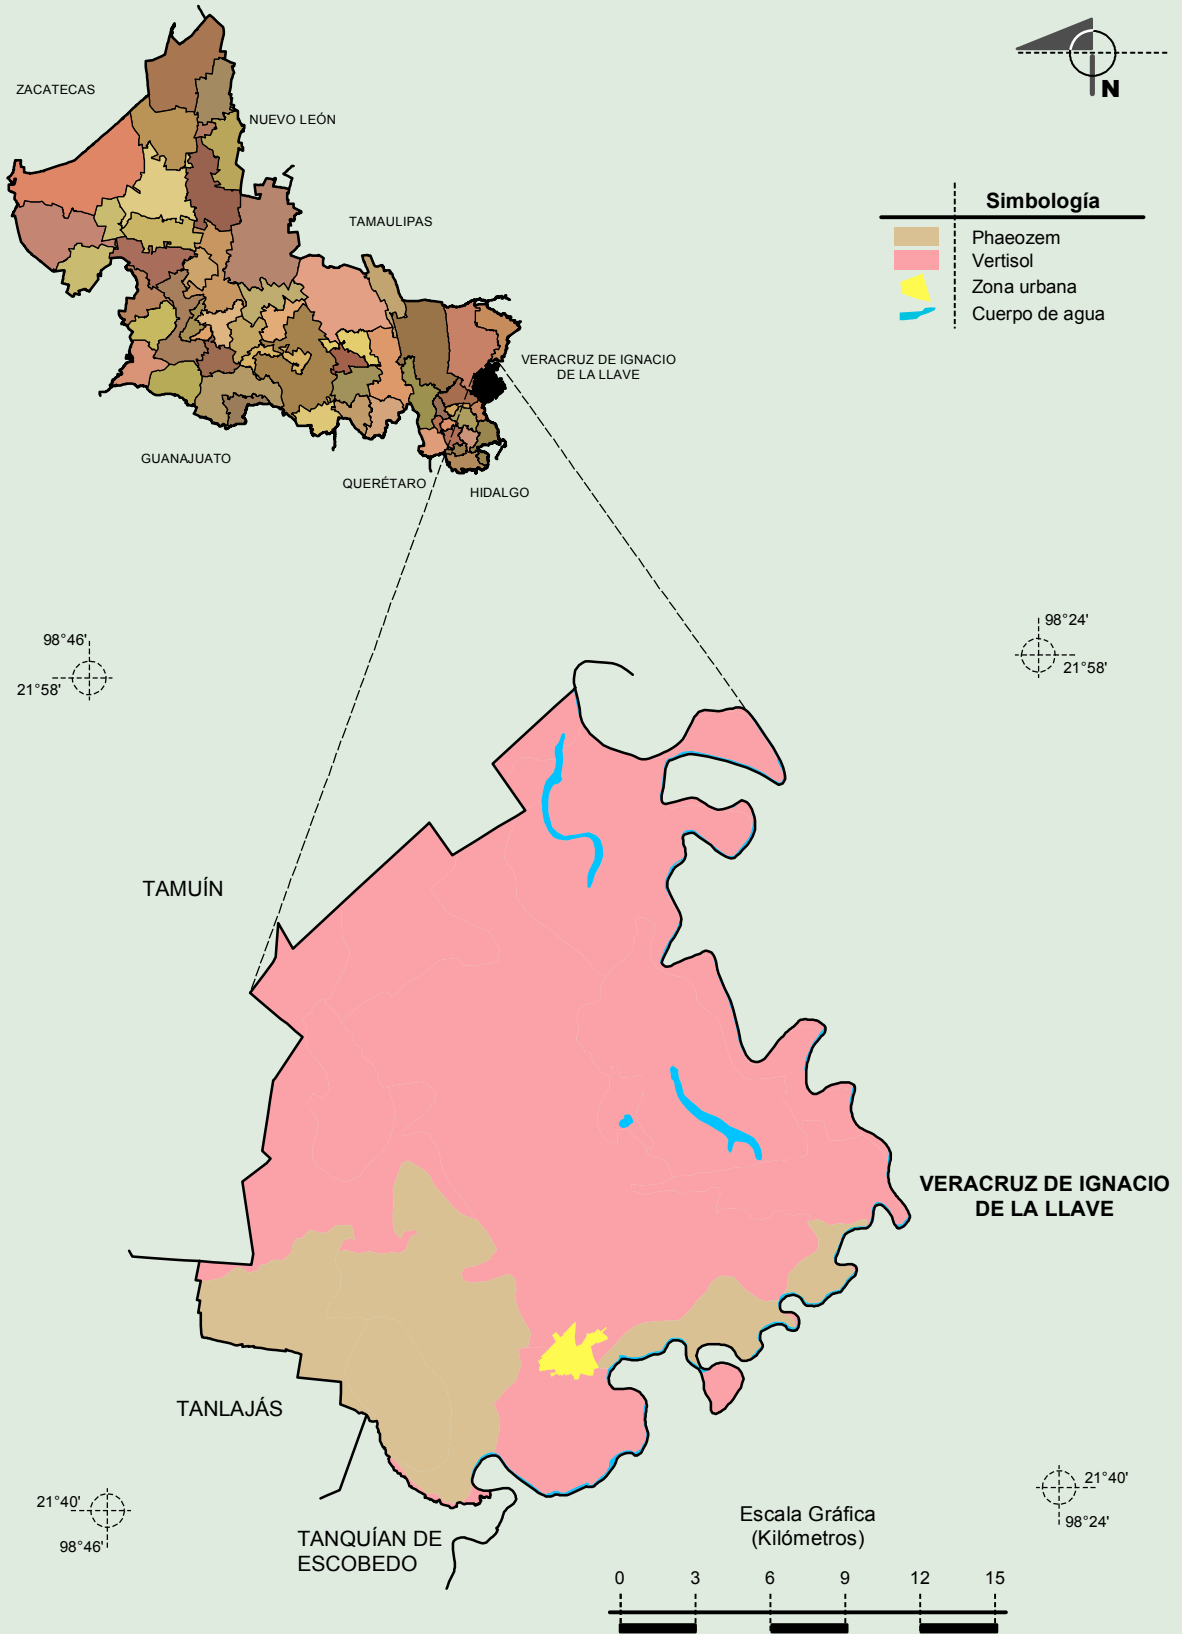 ZACATECAS
NUEVO LEÓN
TAMAULIPAS
VERACRUZ DE IGNACIO
DE LA LLAVE
GUANAJUATO
QUERÉTARO
HIDALGO
N
Simbología
Phaeozem
Vertisol
Zona urbana
Cuerpo de agua
98°46'
21°58'
98°24'
21°58'
TAMUÍN
VERACRUZ DE IGNACIO
DE LA LLAVE
TANLAJÁS
TANQUÍAN DE
ESCOBEDO
21°40'
98°46'
21°40'
98°24'
Escala Gráfica
(Kilómetros)
0 3 6 9 12 15